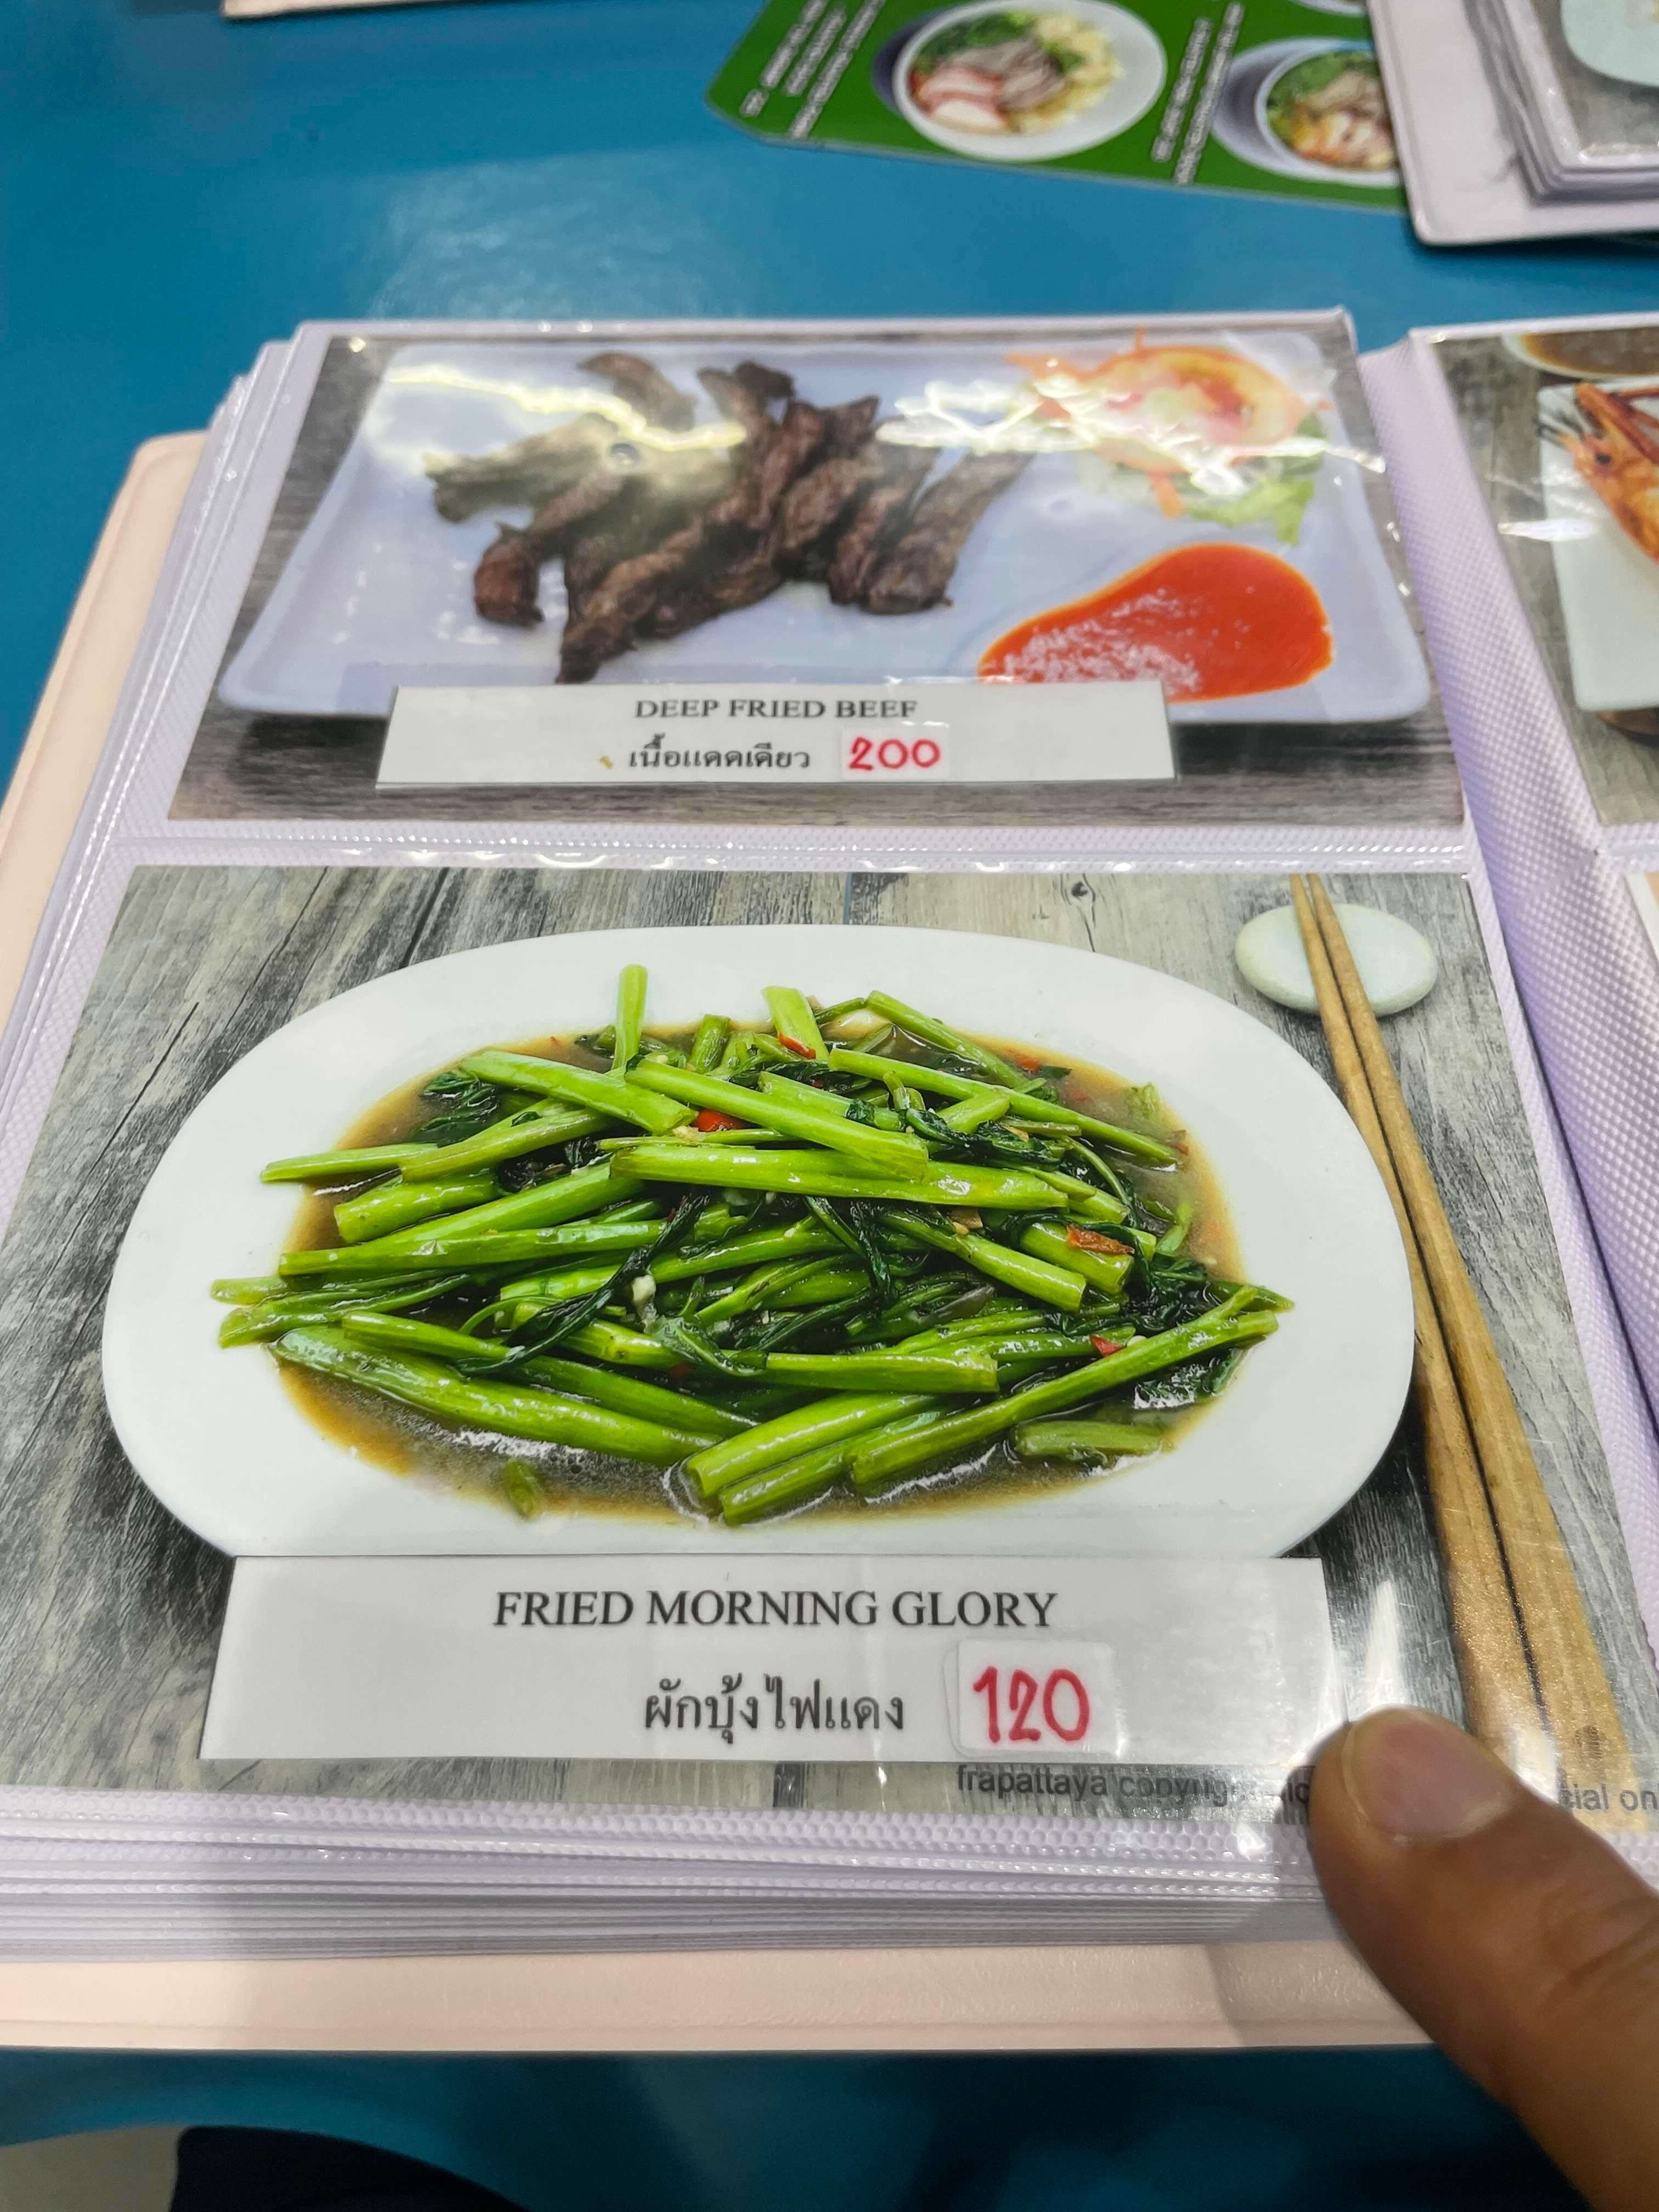 DEEP FRIED BEEF
เนื้อแดดเดียว 200
FRIED MORNING GLORY
ผักบุ้งไฟแดง 120
frapattaya